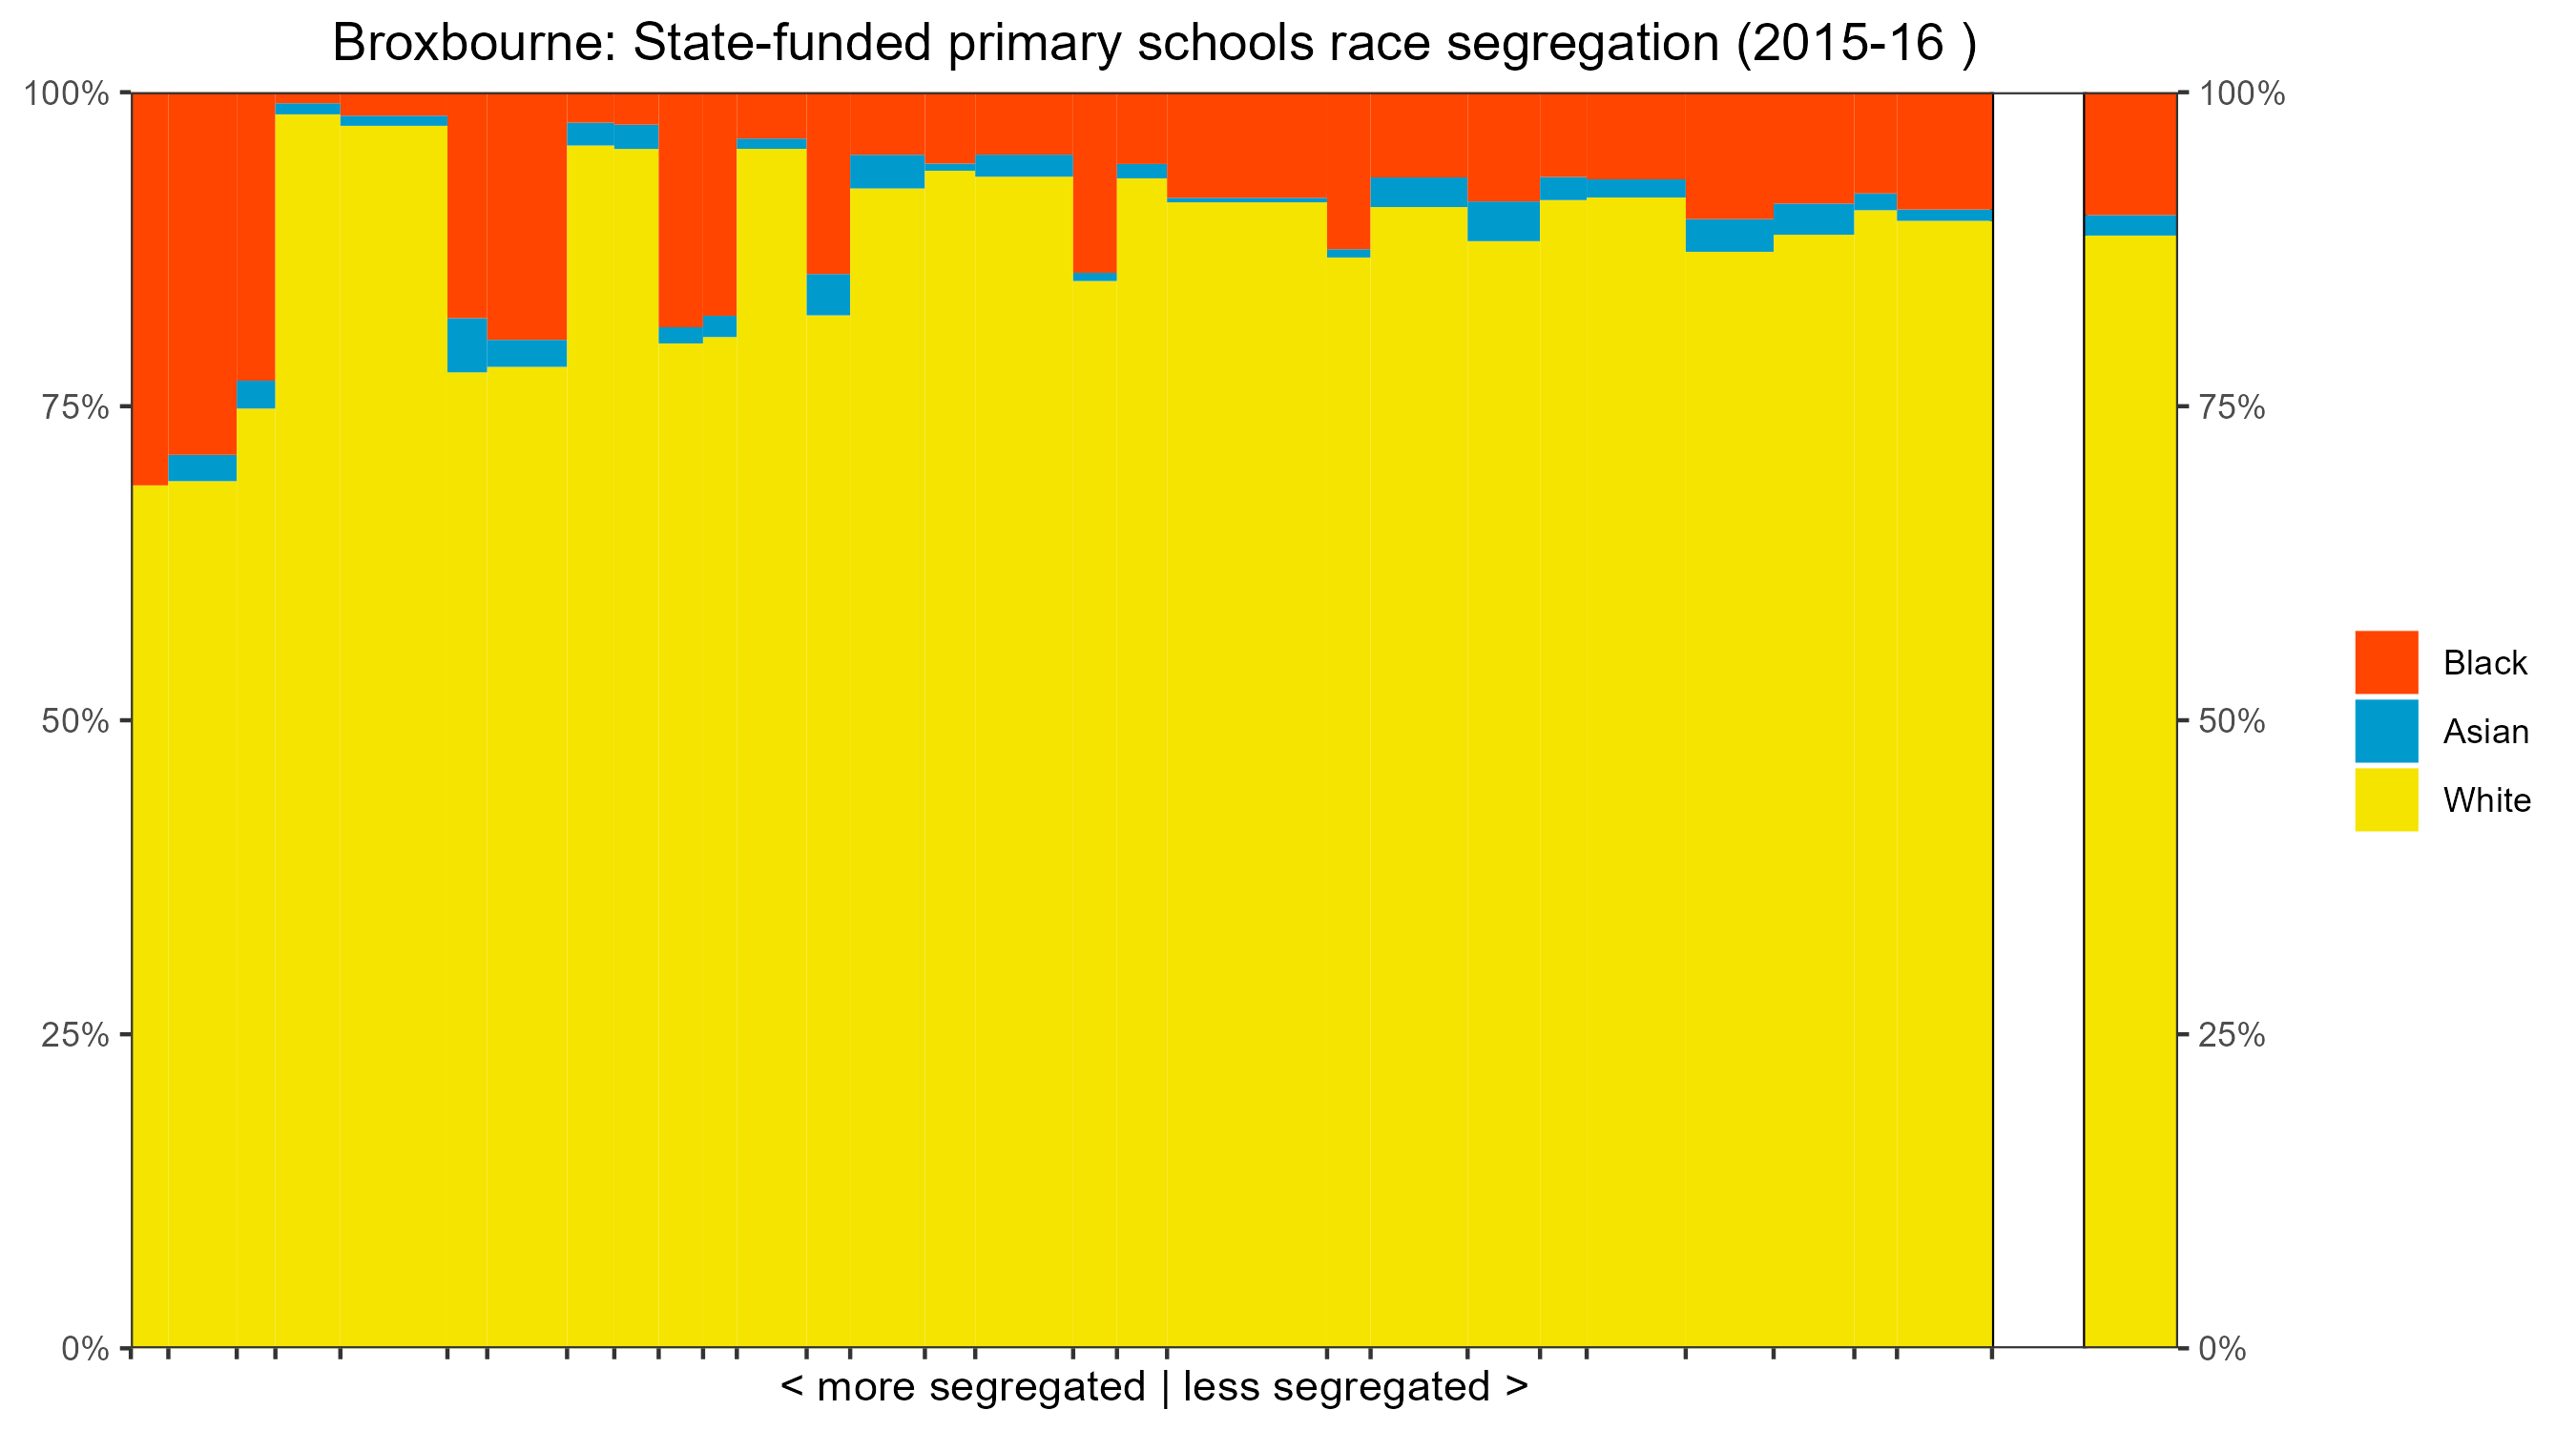 Broxbourne: State-funded primary schools race segregation (2015-16 )
100%
75%
50%
25%
0%
100%
75%
50%
25%
0%
Black
Asian
White
< more segregated | less segregated >